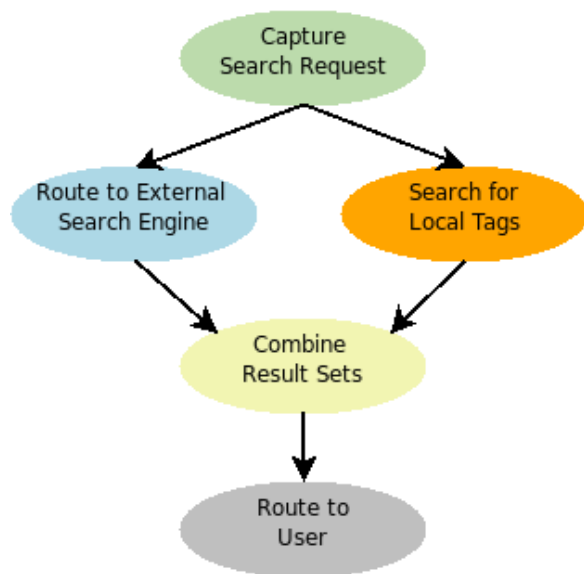 Capture
Search Request
Route to External
Search Engine
Search for
Local Tags
Combine
Result Sets
Route to
User